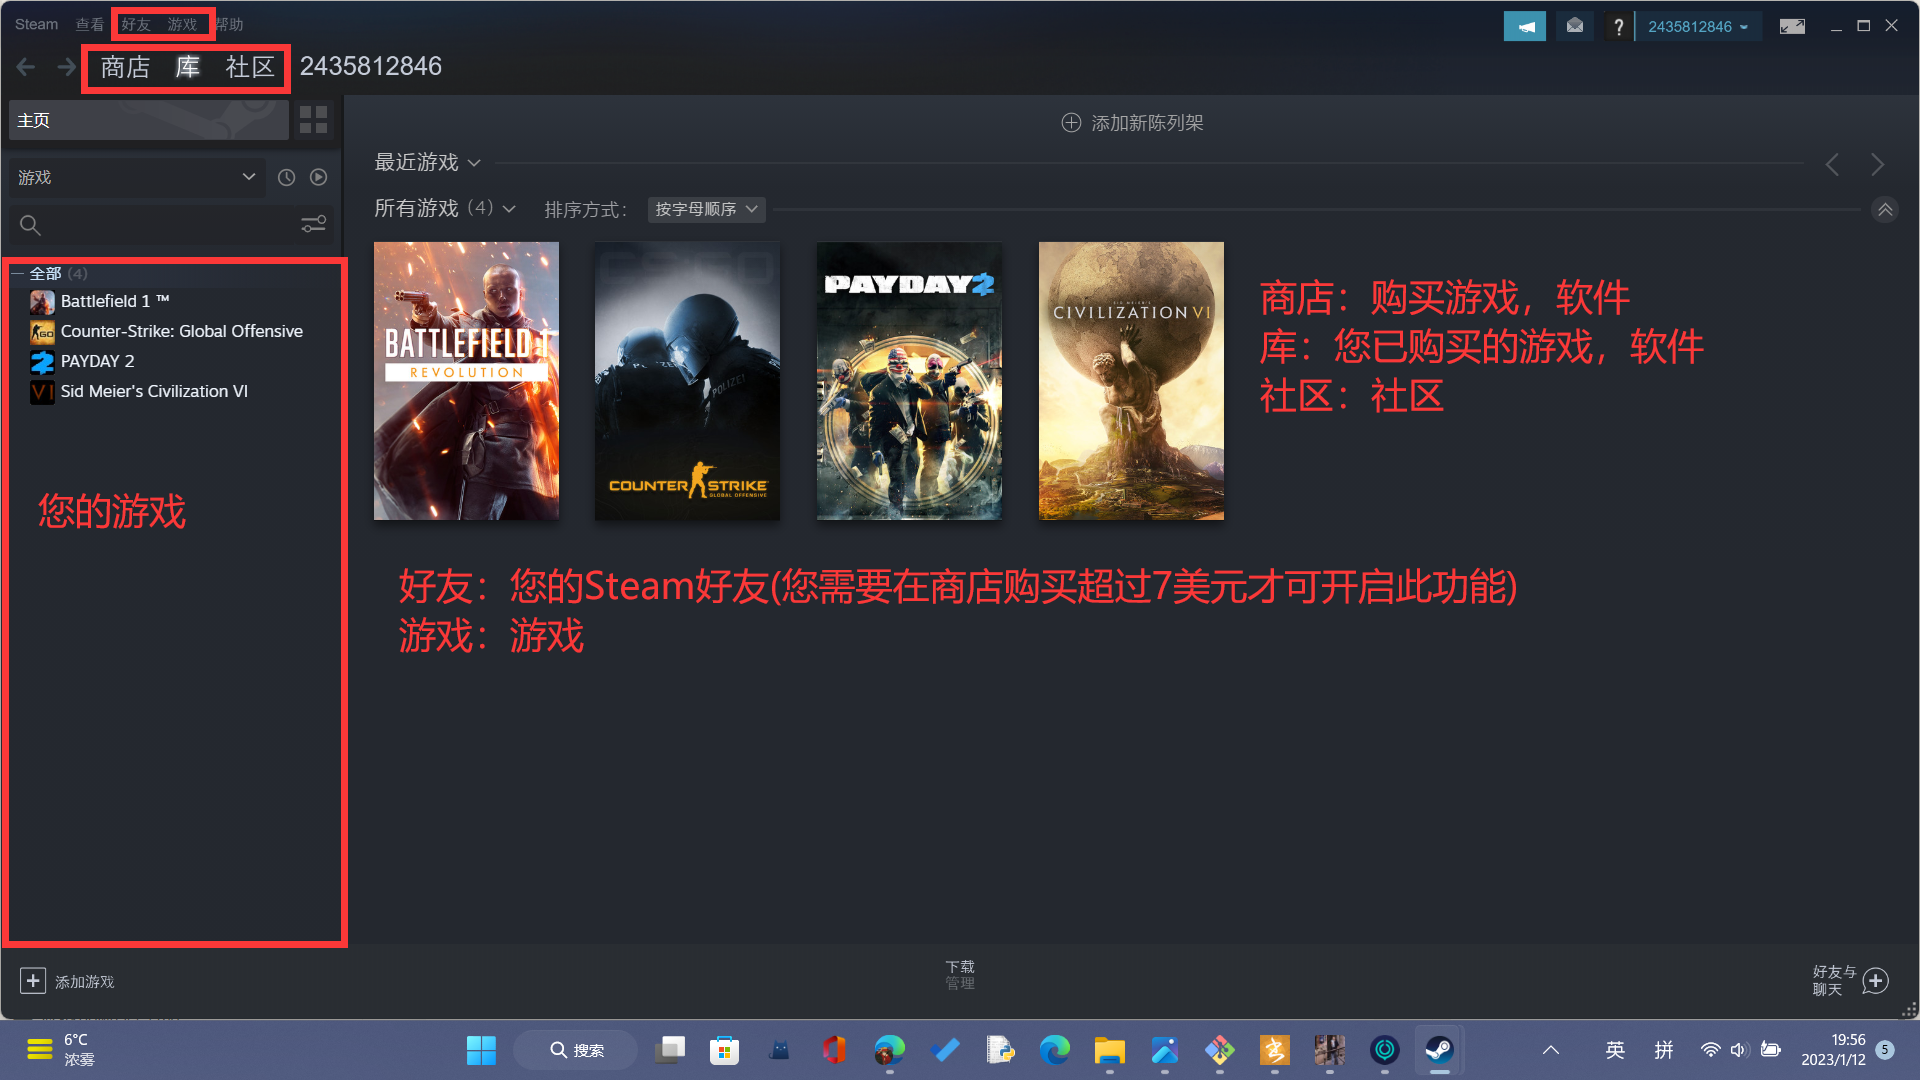 Steam 查看 好友 游戏 帮助
2435812846
商店 库 社区 2435812846
主页
添加新陈列架
最近游戏
游戏
所有游戏 (4) 排序方式: 按字母顺序
全部 (4)
Battlefield 1 ™
Counter-Strike: Global Offensive
PAYDAY 2
Sid Meier's Civilization VI
BATTLEFIELD 1
REVOLUTION
POLIZEI
COUNTER STRIKE
GLOBAL OFFENSIVE
PAYDAY 2
SID MEIER'S
CIVILIZATION VI
商店：购买游戏，软件
库：您已购买的游戏，软件
社区：社区
您的游戏
好友：您的Steam好友(您需要在商店购买超过7美元才可开启此功能)
游戏：游戏
添加游戏
下载
管理
好友与
聊天
6°C
浓雾
搜索
英 拼
19:56
2023/1/12
5